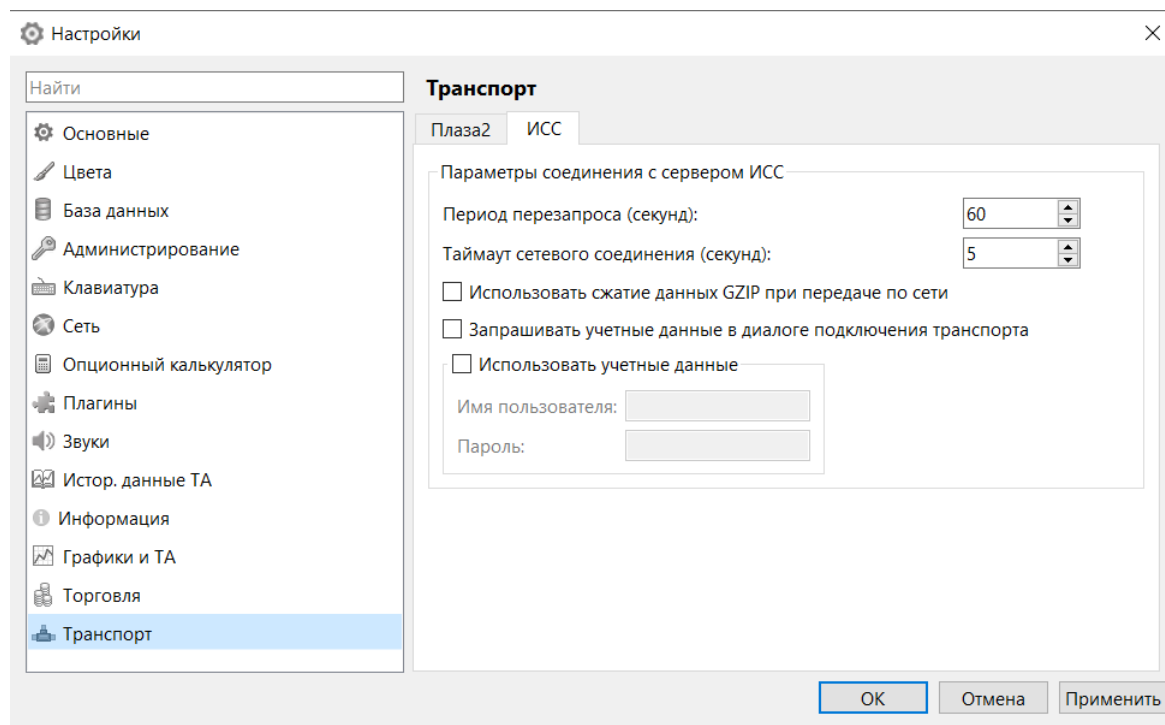 Настройки
Найти
Основные
Цвета
База данных
Администрирование
Клавиатура
Сеть
Опционный калькулятор
Плагины
Звуки
Истор. данные ТА
Информация
Графики и ТА
Торговля
Транспорт
Транспорт
Плаза2 ИСС
Параметры соединения с сервером ИСС
Период перезапроса (секунд): 60
Таймаут сетевого соединения (секунд): 5
Использовать сжатие данных GZIP при передаче по сети
Запрашивать учетные данные в диалоге подключения транспорта
Использовать учетные данные
Имя пользователя:
Пароль:
OK Отмена Применить